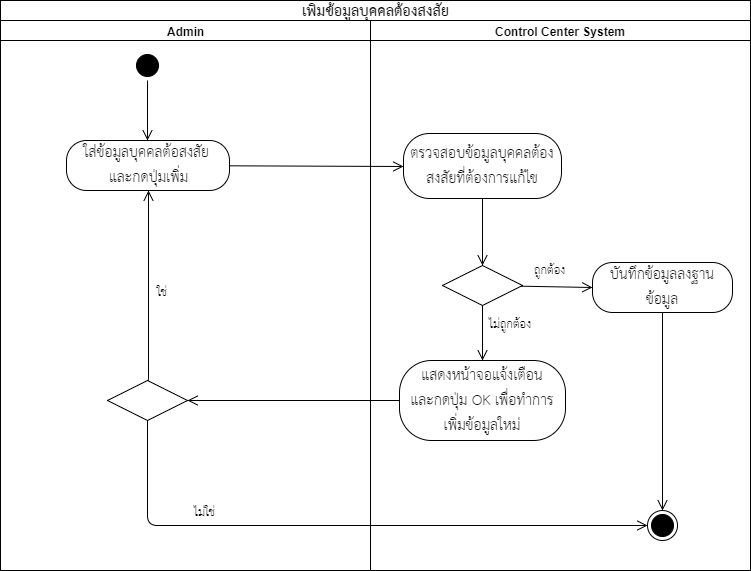 เพิ่มข้อมูลบุคคลต้องสงสัย
Admin
Control Center System
ใส่ข้อมูลบุคคลต้อสงสัย
และกดปุ่มเพิ่ม
ตรวจสอบข้อมูลบุคคลต้อง
สงสัยที่ต้องการแก้ไข
ถูกต้อง
บันทึกข้อมูลลงฐาน
ข้อมูล
ใช่
ไม่ถูกต้อง
แสดงหน้าจอแจ้งเตือน
และกดปุ่ม OK เพื่อทำการ
เพิ่มข้อมูลใหม่
ไม่ใช่